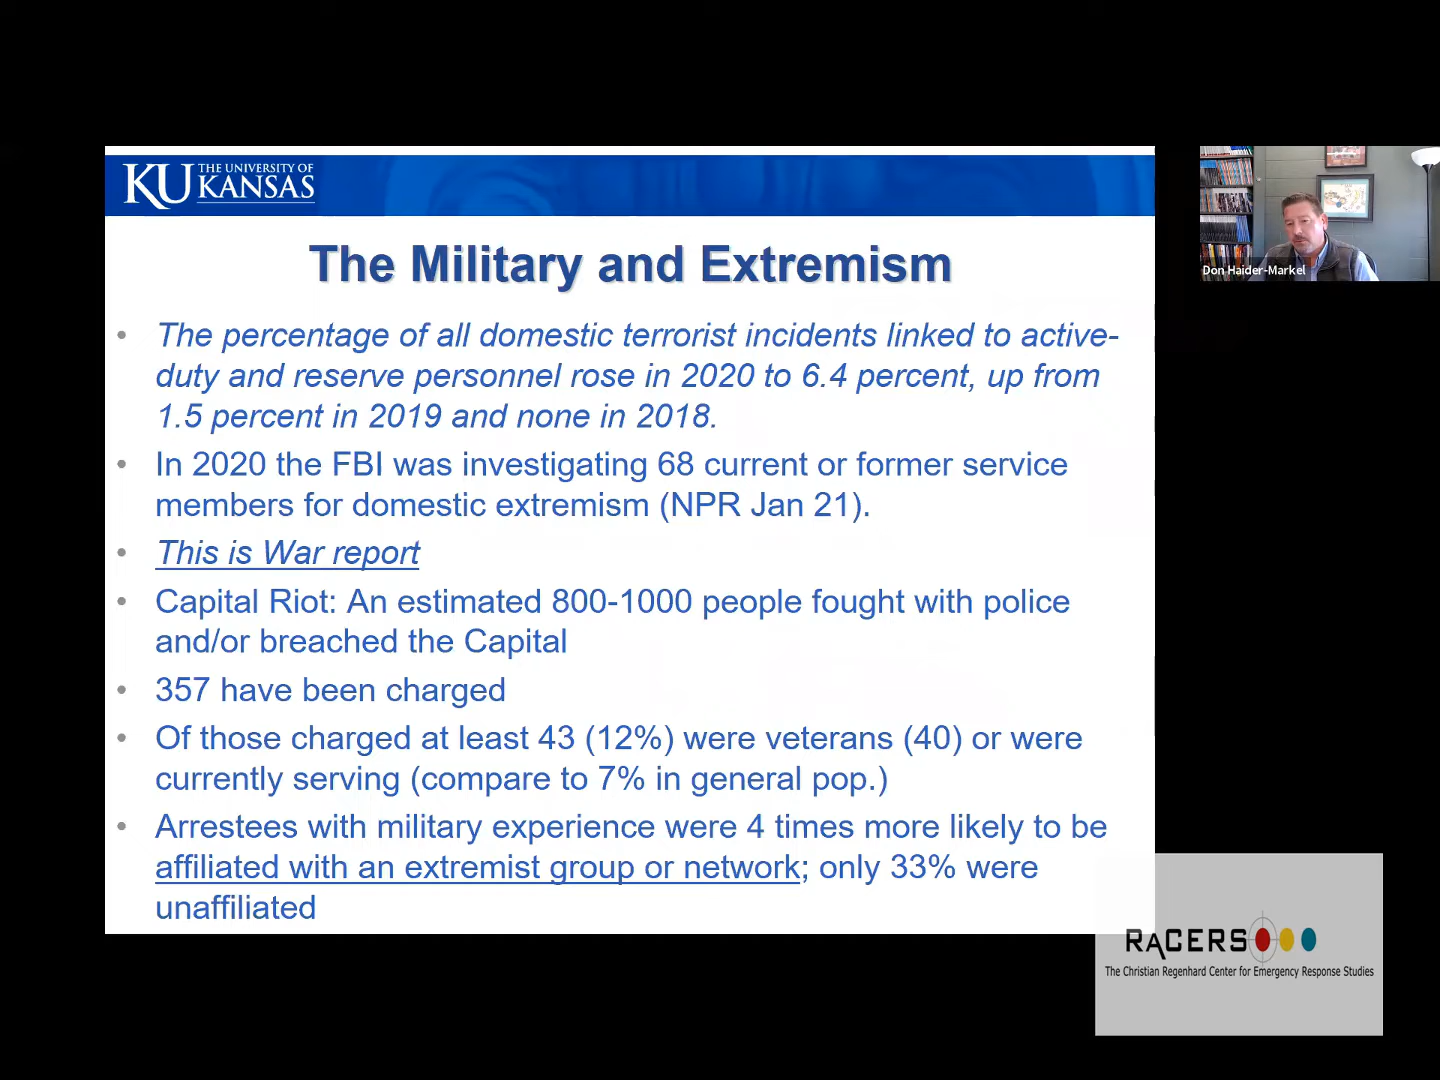 KU THE UNIVERSITY OF
KANSAS
The Military and Extremism
• The percentage of all domestic terrorist incidents linked to active-
duty and reserve personnel rose in 2020 to 6.4 percent, up from
1.5 percent in 2019 and none in 2018.
• In 2020 the FBI was investigating 68 current or former service
members for domestic extremism (NPR Jan 21).
• This is War report
• Capital Riot: An estimated 800-1000 people fought with police
and/or breached the Capital
• 357 have been charged
• Of those charged at least 43 (12%) were veterans (40) or were
currently serving (compare to 7% in general pop.)
• Arrestees with military experience were 4 times more likely to be
affiliated with an extremist group or network; only 33% were
unaffiliated
Don Haider-Markel
RACERS
The Christian Regenhard Center for Emergency Response Studies